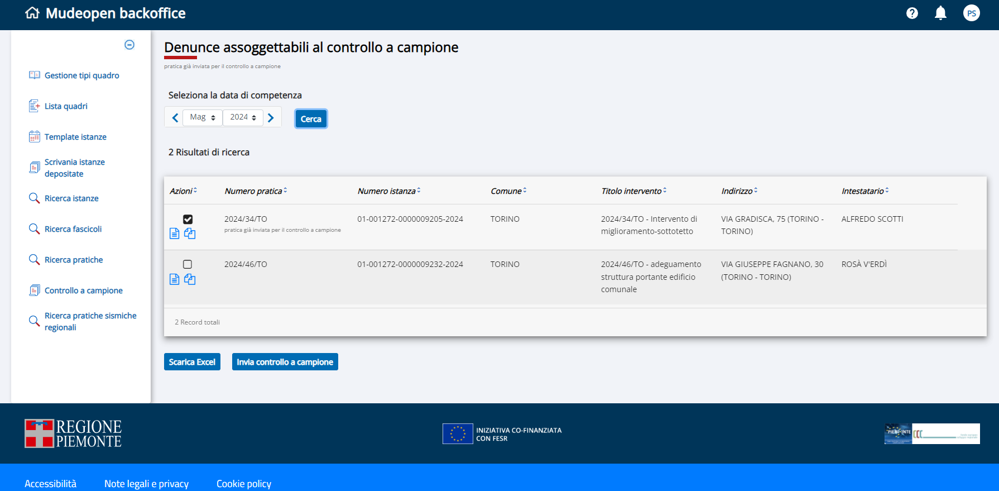 Mudeopen backoffice
PS
Gestione tipi quadro
Lista quadri
Template istanze
Scrivania istanze
depositate
Ricerca istanze
Ricerca fascicoli
Ricerca pratiche
Controllo a campione
Ricerca pratiche sismiche
regionali
Denunce assoggettabili al controllo a campione
pratica già inviata per il controllo a campione
Seleziona la data di competenza
Mag 2024 Cerca
2 Risultati di ricerca
Azioni Numero pratica Numero istanza Comune Titolo intervento Indirizzo Intestatario
2024/34/TO 01-001272-0000009205-2024 TORINO 2024/34/TO - Intervento di VIA GRADISCA, 75 (TORINO - ALFREDO SCOTTI
pratica già inviata per il controllo a campione miglioramento-sottotetto TORINO)
2024/46/TO 01-001272-0000009232-2024 TORINO 2024/46/TO - adeguamento VIA GIUSEPPE FAGNANO, 30 ROSÀ V'ERDÌ
struttura portante edificio (TORINO - TORINO)
comunale
2 Record totali
Scarica Excel Invia controllo a campione
REGIONE
PIEMONTE
INIZIATIVA CO-FINANZIATA
CON FESR
Accessibilità Note legali e privacy Cookie policy